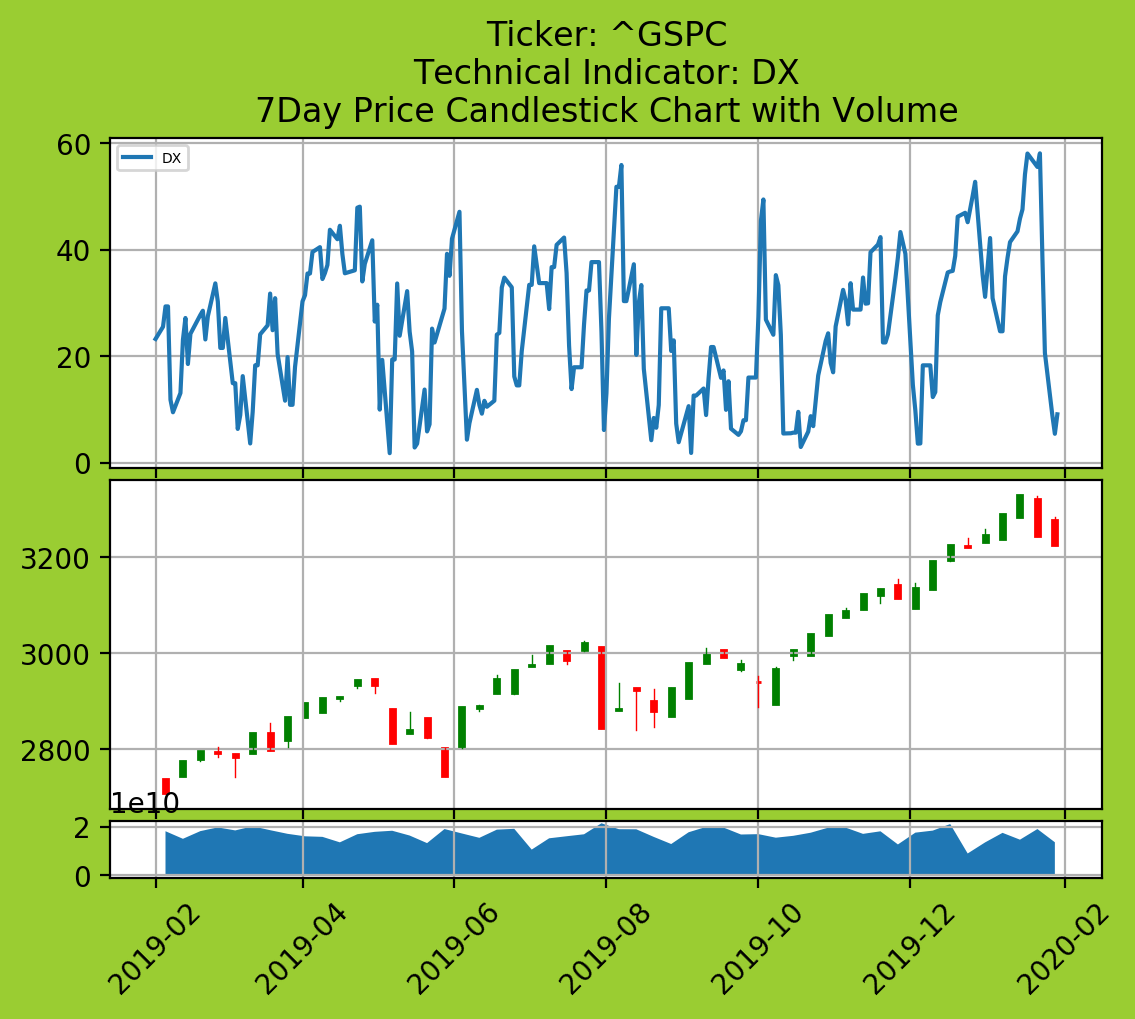 Ticker: ^GSPC
Technical Indicator: DX
7Day Price Candlestick Chart with Volume
60
DX
40
20
0
3200
3000
2800
1e10
2
0
2019-02 2019-04 2019-06 2019-08 2019-10 2019-12 2020-02